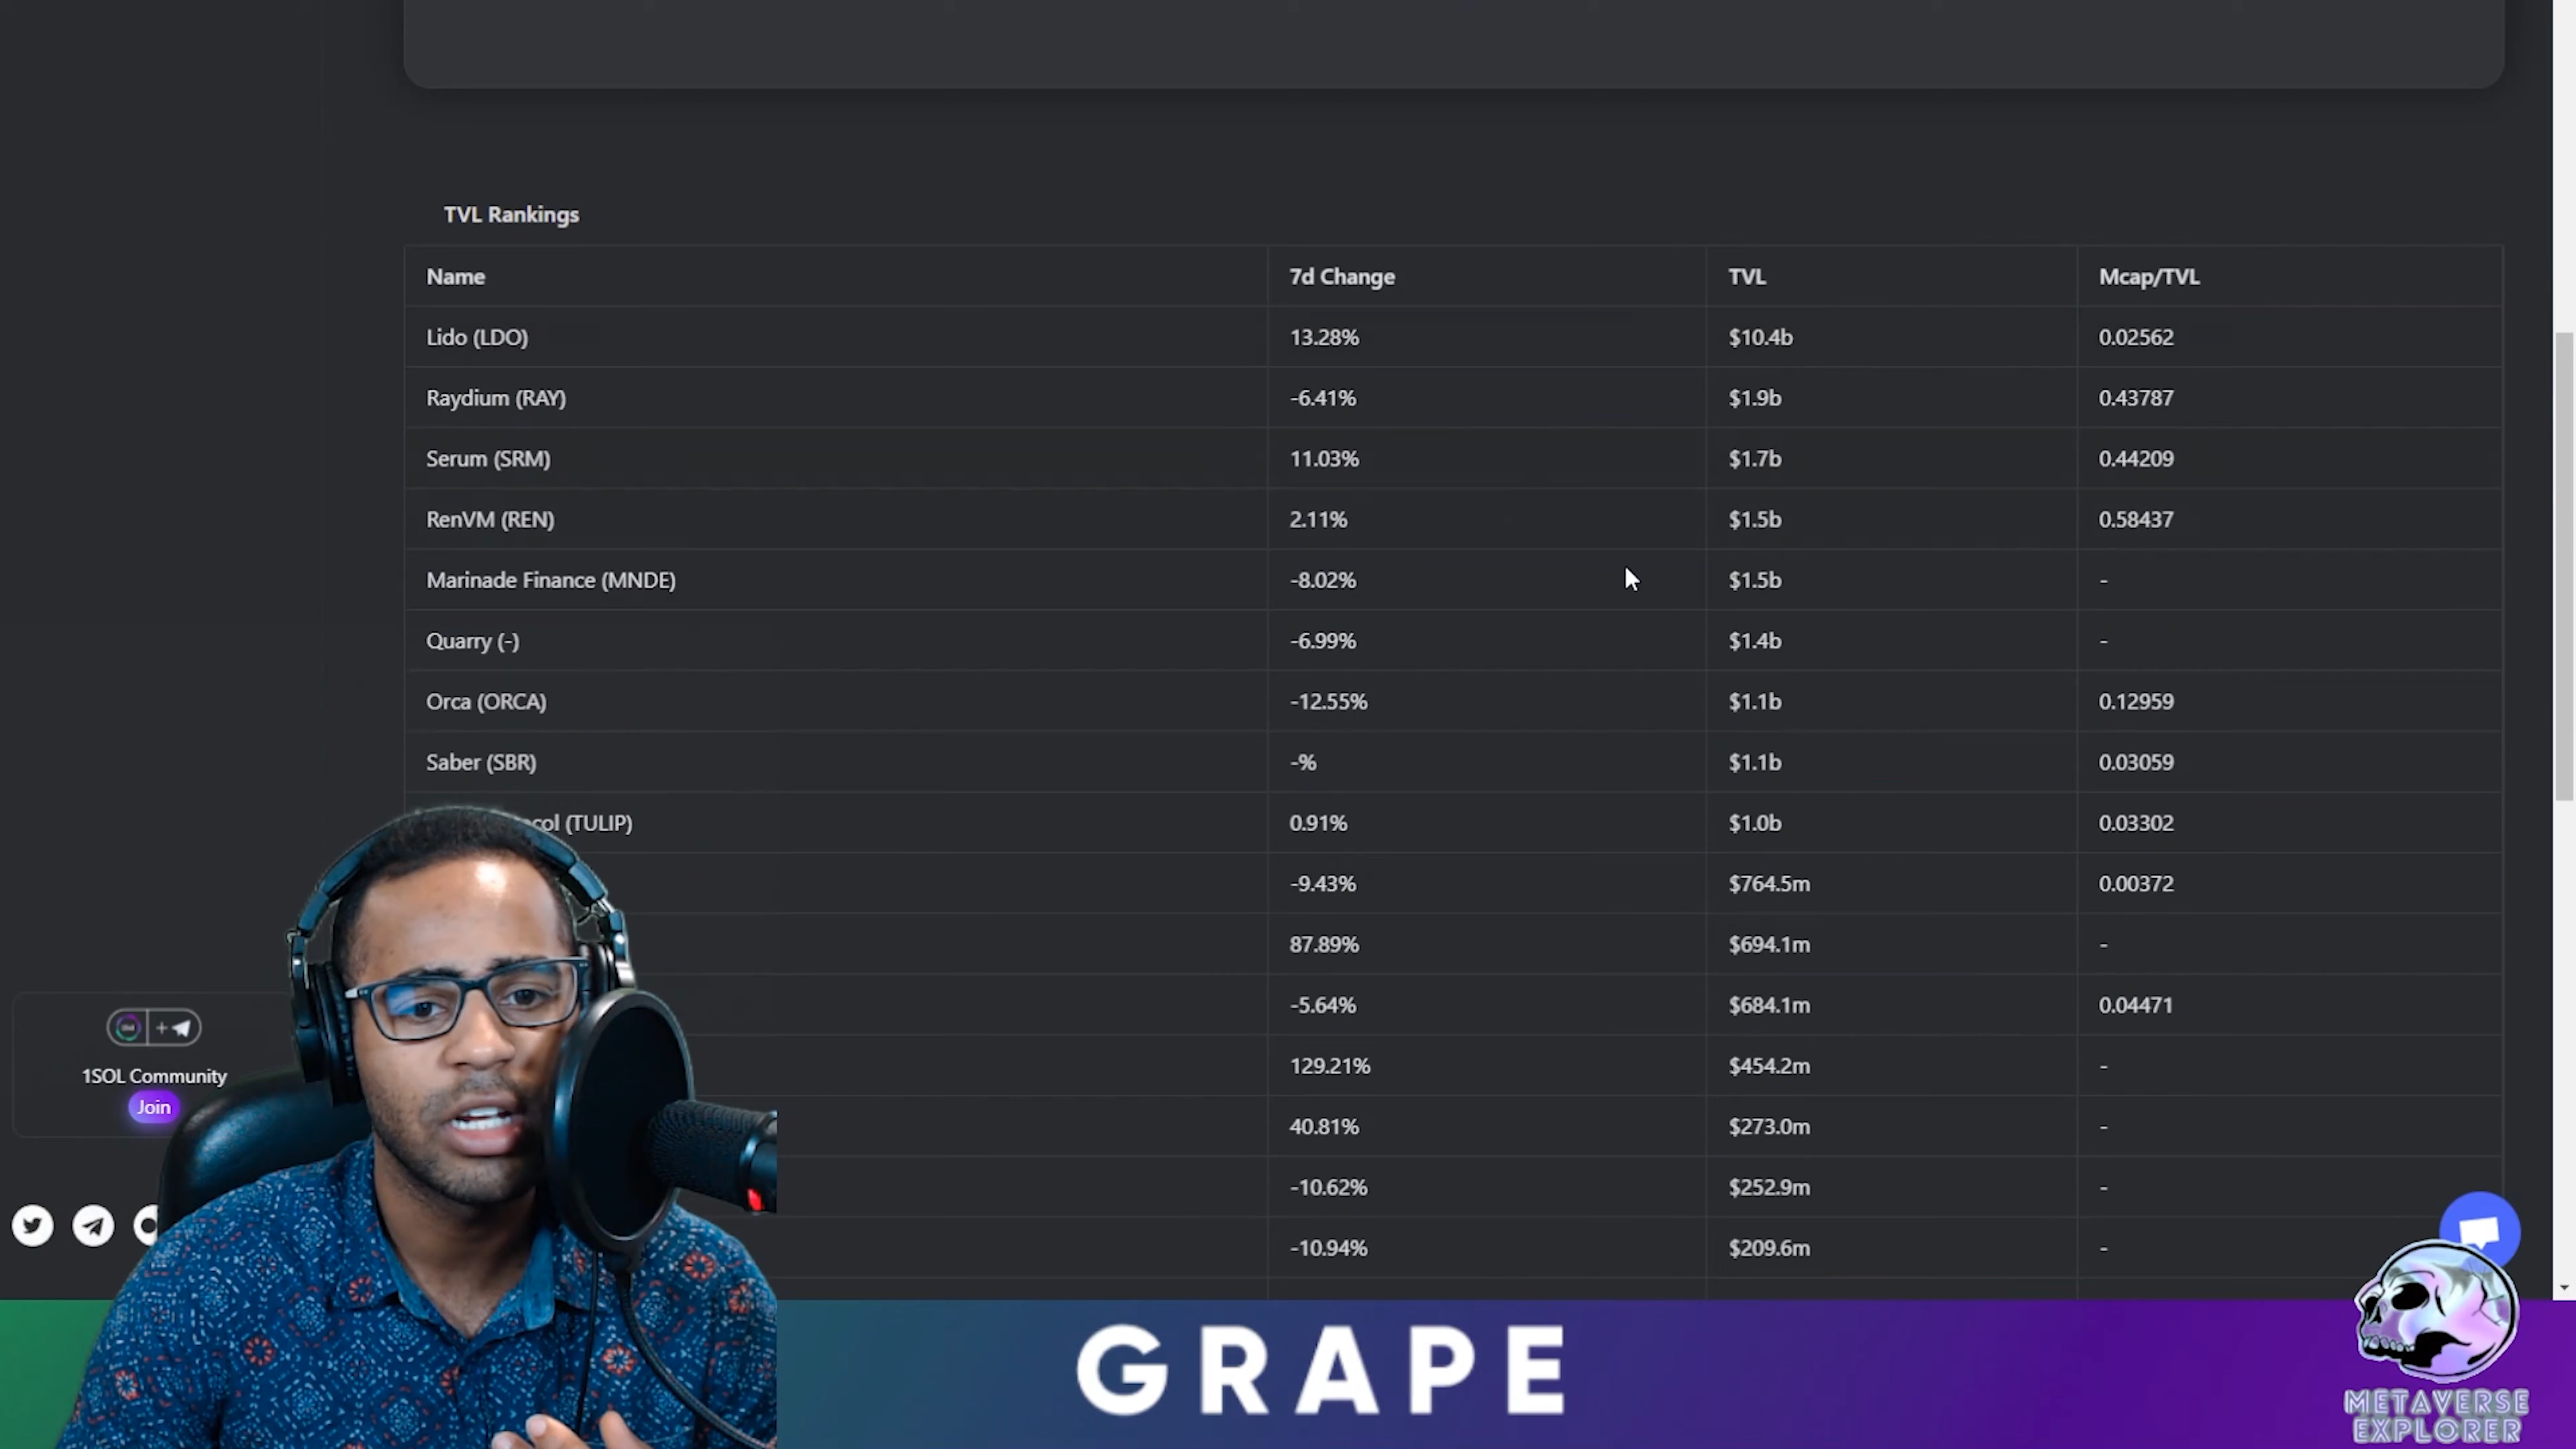 TVL Rankings
Name 7d Change TVL Mcap/TVL
Lido (LDO) 13.28% $10.4b 0.02562
Raydium (RAY) -6.41% $1.9b 0.43787
Serum (SRM) 11.03% $1.7b 0.44209
RenVM (REN) 2.11% $1.5b 0.58437
Marinade Finance (MNDE) -8.02% $1.5b -
Quarry (-) -6.99% $1.4b -
Orca (ORCA) -12.55% $1.1b 0.12959
Saber (SBR) -% $1.1b 0.03059
(TULIP) 0.91% $1.0b 0.03302
-9.43% $764.5m 0.00372
87.89% $694.1m -
-5.64% $684.1m 0.04471
129.21% $454.2m -
40.81% $273.0m -
-10.62% $252.9m -
-10.94% $209.6m -
1SOL Community
Join
GRAPE
METAVERSE
EXPLORER